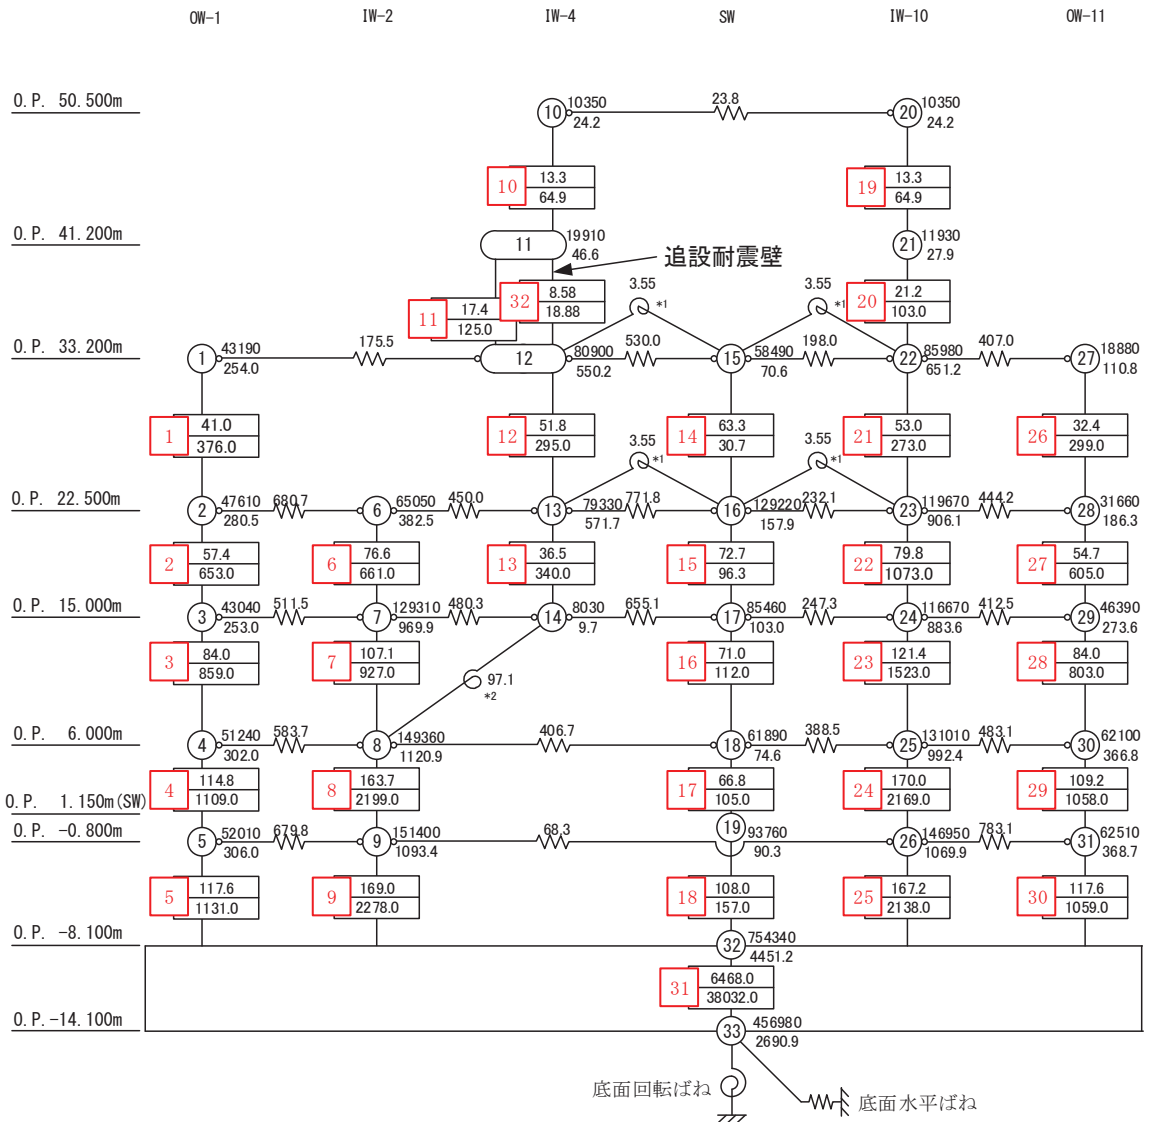 OW-1 IW-2 IW-4 SW IW-10 OW-11
O.P. 50.500m 10 10350 24.2 23.8 20 10350 24.2
10 13.3 64.9 19 13.3 64.9
O.P. 41.200m 11 19910 46.6 21 11930 27.9
追設耐震壁
11 17.4 125.0 32 8.58 18.88 3.55 *1 3.55 *1 20 21.2 103.0
O.P. 33.200m 1 43190 254.0 175.5 12 80900 550.2 530.0 15 58490 70.6 198.0 22 85980 651.2 407.0 27 18880 110.8
1 41.0 376.0 12 51.8 295.0 14 63.3 30.7 21 53.0 273.0 26 32.4 299.0
3.55 *1 3.55 *1
O.P. 22.500m 2 47610 280.5 680.7 6 65050 382.5 450.0 13 79330 571.7 771.8 16 129220 157.9 232.1 23 119670 906.1 444.2 28 31660 186.3
2 57.4 653.0 6 76.6 661.0 13 36.5 340.0 15 72.7 96.3 22 79.8 1073.0 27 54.7 605.0
O.P. 15.000m 3 43040 253.0 511.5 7 129310 969.9 480.3 14 8030 9.7 655.1 17 85460 103.0 247.3 24 116670 883.6 412.5 29 46390 273.6
3 84.0 859.0 7 107.1 927.0 97.1 *2 16 71.0 112.0 23 121.4 1523.0 28 84.0 803.0
O.P. 6.000m 4 51240 302.0 583.7 8 149360 1120.9 406.7 18 61890 74.6 388.5 25 131010 992.4 483.1 30 62100 366.8
4 114.8 1109.0 8 163.7 2199.0 17 66.8 105.0 24 170.0 2169.0 29 109.2 1058.0
O.P. 1.150m(SW) 19 93760 90.3
O.P. -0.800m 5 52010 306.0 679.8 9 151400 1093.4 68.3 26 146950 1069.9 783.1 31 62510 368.7
5 117.6 1131.0 9 169.0 2278.0 18 108.0 157.0 25 167.2 2138.0 30 117.6 1059.0
O.P. -8.100m 32 754340 4451.2
31 6468.0 38032.0
O.P.-14.100m 33 456980 2690.9
底面回転ばね 底面水平ばね